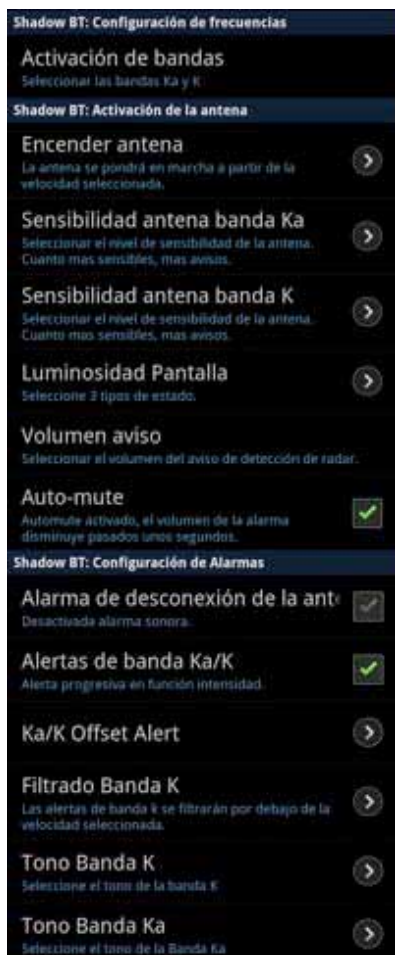 Shadow BT: Configuración de frecuencias
Activación de bandas
Seleccionar las bandas Ka y K
Shadow BT: Activación de la antena
Encender antena
La antena se pondrá en marcha a partir de la
velocidad seleccionada.
Sensibilidad antena banda Ka
Seleccionar el nivel de sensibilidad de la antena.
Cuanto mas sensibles, mas avisos.
Sensibilidad antena banda K
Seleccionar el nivel de sensibilidad de la antena.
Cuanto mas sensibles, mas avisos.
Luminosidad Pantalla
Seleccione 3 tipos de estado.
Volumen aviso
Seleccionar el volumen del aviso de detección de radar.
Auto-mute
Automute activado, el volumen de la alarma
disminuye pasados unos segundos.
Shadow BT: Configuración de Alarmas
Alarma de desconexión de la ant
Desactivada alarma sonora.
Alertas de banda Ka/K
Alerta progresiva en función intensidad.
Ka/K Offset Alert
Filtrado Banda K
Las alertas de banda k se filtrarán por debajo de la
velocidad seleccionada.
Tono Banda K
Seleccione el tono de la banda K
Tono Banda Ka
Seleccione el tono de la Banda Ka